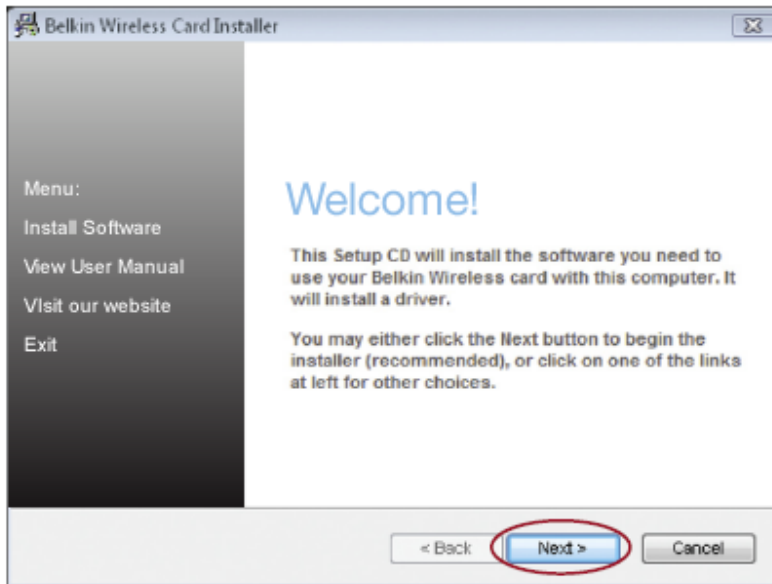 Belkin Wireless Card Installer
Menu:
Install Software
View User Manual
VIsit our website
Exit
Welcome!
This Setup CD will install the software you need to
use your Belkin Wireless card with this computer. It
will install a driver.
You may either click the Next button to begin the
installer (recommended), or click on one of the links
at left for other choices.
< Back
Next >
Cancel